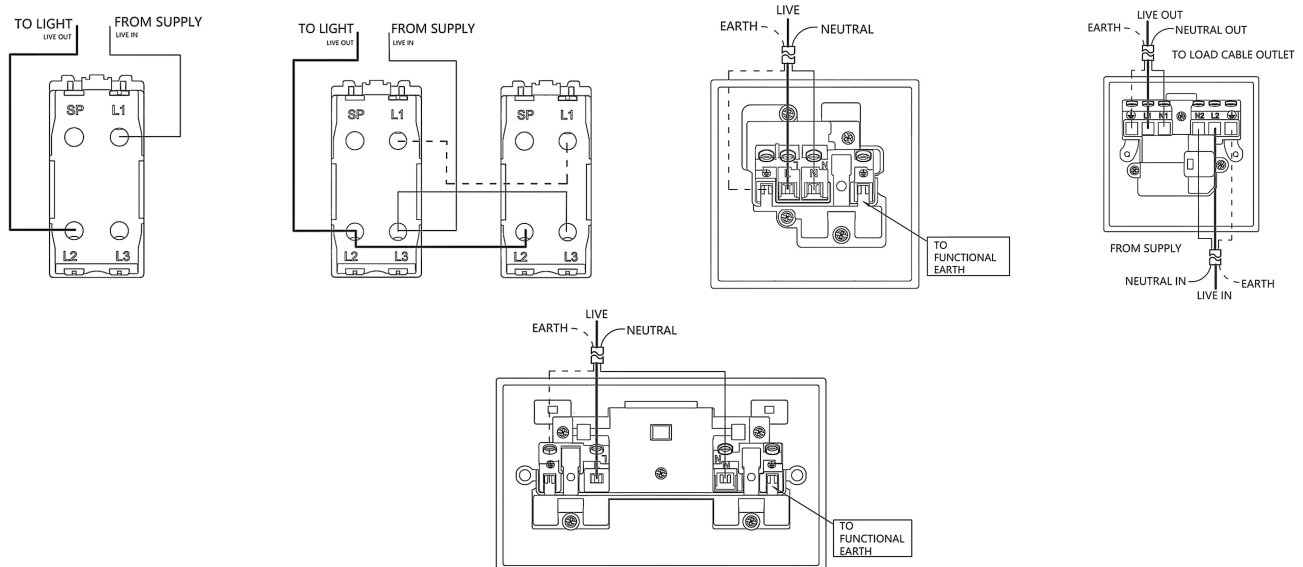 TO LIGHT
LIVE OUT
FROM SUPPLY
LIVE IN
SP
L1
L2
L3
TO LIGHT
LIVE OUT
FROM SUPPLY
LIVE IN
SP
L1
L2
L3
SP
L1
L2
L3
LIVE
EARTH
NEUTRAL
L
N
N
TO
FUNCTIONAL
EARTH
LIVE OUT
EARTH
NEUTRAL OUT
TO LOAD CABLE OUTLET
L1
N1
N2
L2
FROM SUPPLY
NEUTRAL IN
EARTH
LIVE IN
LIVE
EARTH
NEUTRAL
L
N
N
TO
FUNCTIONAL
EARTH